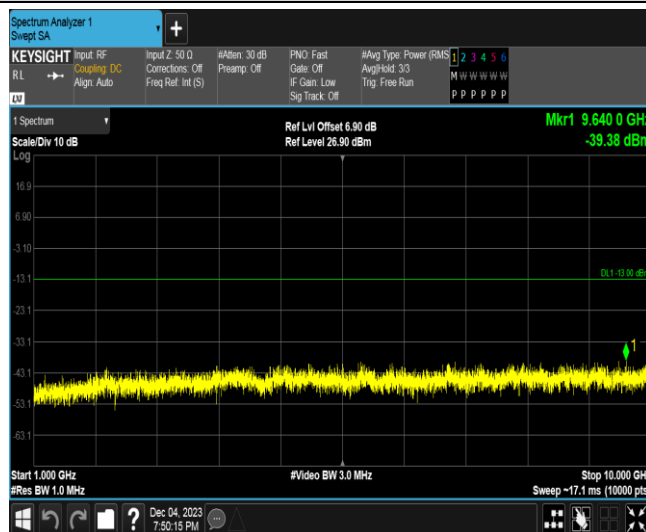 Spectrum Analyzer 1
Swept SA
+
KEYSIGHT
RL
LXI
Input: RF
Coupling: DC
Align: Auto
Input Z: 50 Ω
Corrections: Off
Freq Ref: Int (S)
#Atten: 30 dB
Preamp: Off
PNO: Fast
Gate: Off
IF Gain: Low
Sig Track: Off
#Avg Type: Power (RMS
Avg|Hold: 3/3
Trig: Free Run
1 2 3 4 5 6
M W W W W W
P P P P P P
1 Spectrum
Scale/Div 10 dB
Log
Ref Lvl Offset 6.90 dB
Ref Level 26.90 dBm
Mkr1 9.640 0 GHz
-39.38 dBm
16.9
6.90
-3.10
-13.1
DL1 -13.00 dBm
-23.1
-33.1
1
-43.1
-53.1
-63.1
Start 1.000 GHz
#Res BW 1.0 MHz
#Video BW 3.0 MHz
Stop 10.000 GHz
Sweep ~17.1 ms (10000 pts)
?
Dec 04, 2023
7:50:15 PM